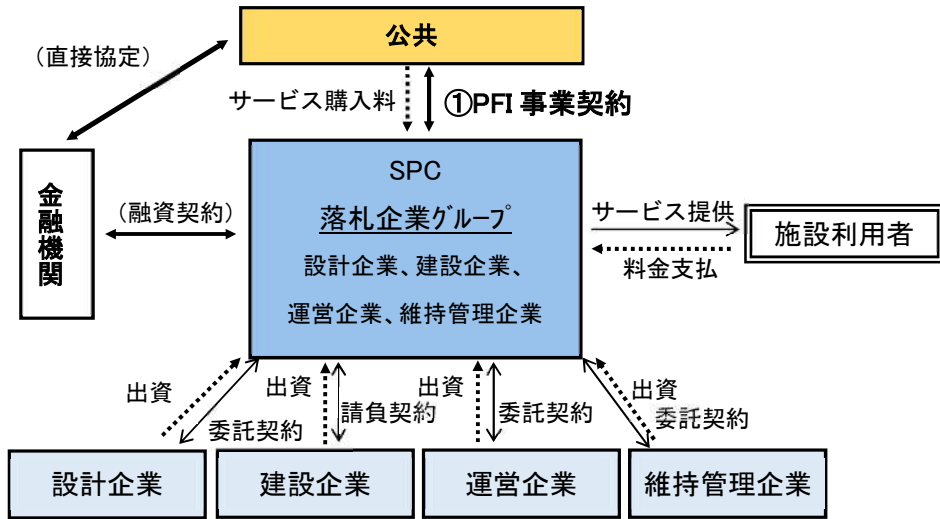 公共
（直接協定）
サービス購入料
①PFI 事業契約
金融機関
（融資契約）
SPC
落札企業グループ
設計企業、建設企業、
運営企業、維持管理企業
サービス提供
料金支払
施設利用者
出資
委託契約
出資
請負契約
出資
委託契約
出資
委託契約
設計企業
建設企業
運営企業
維持管理企業